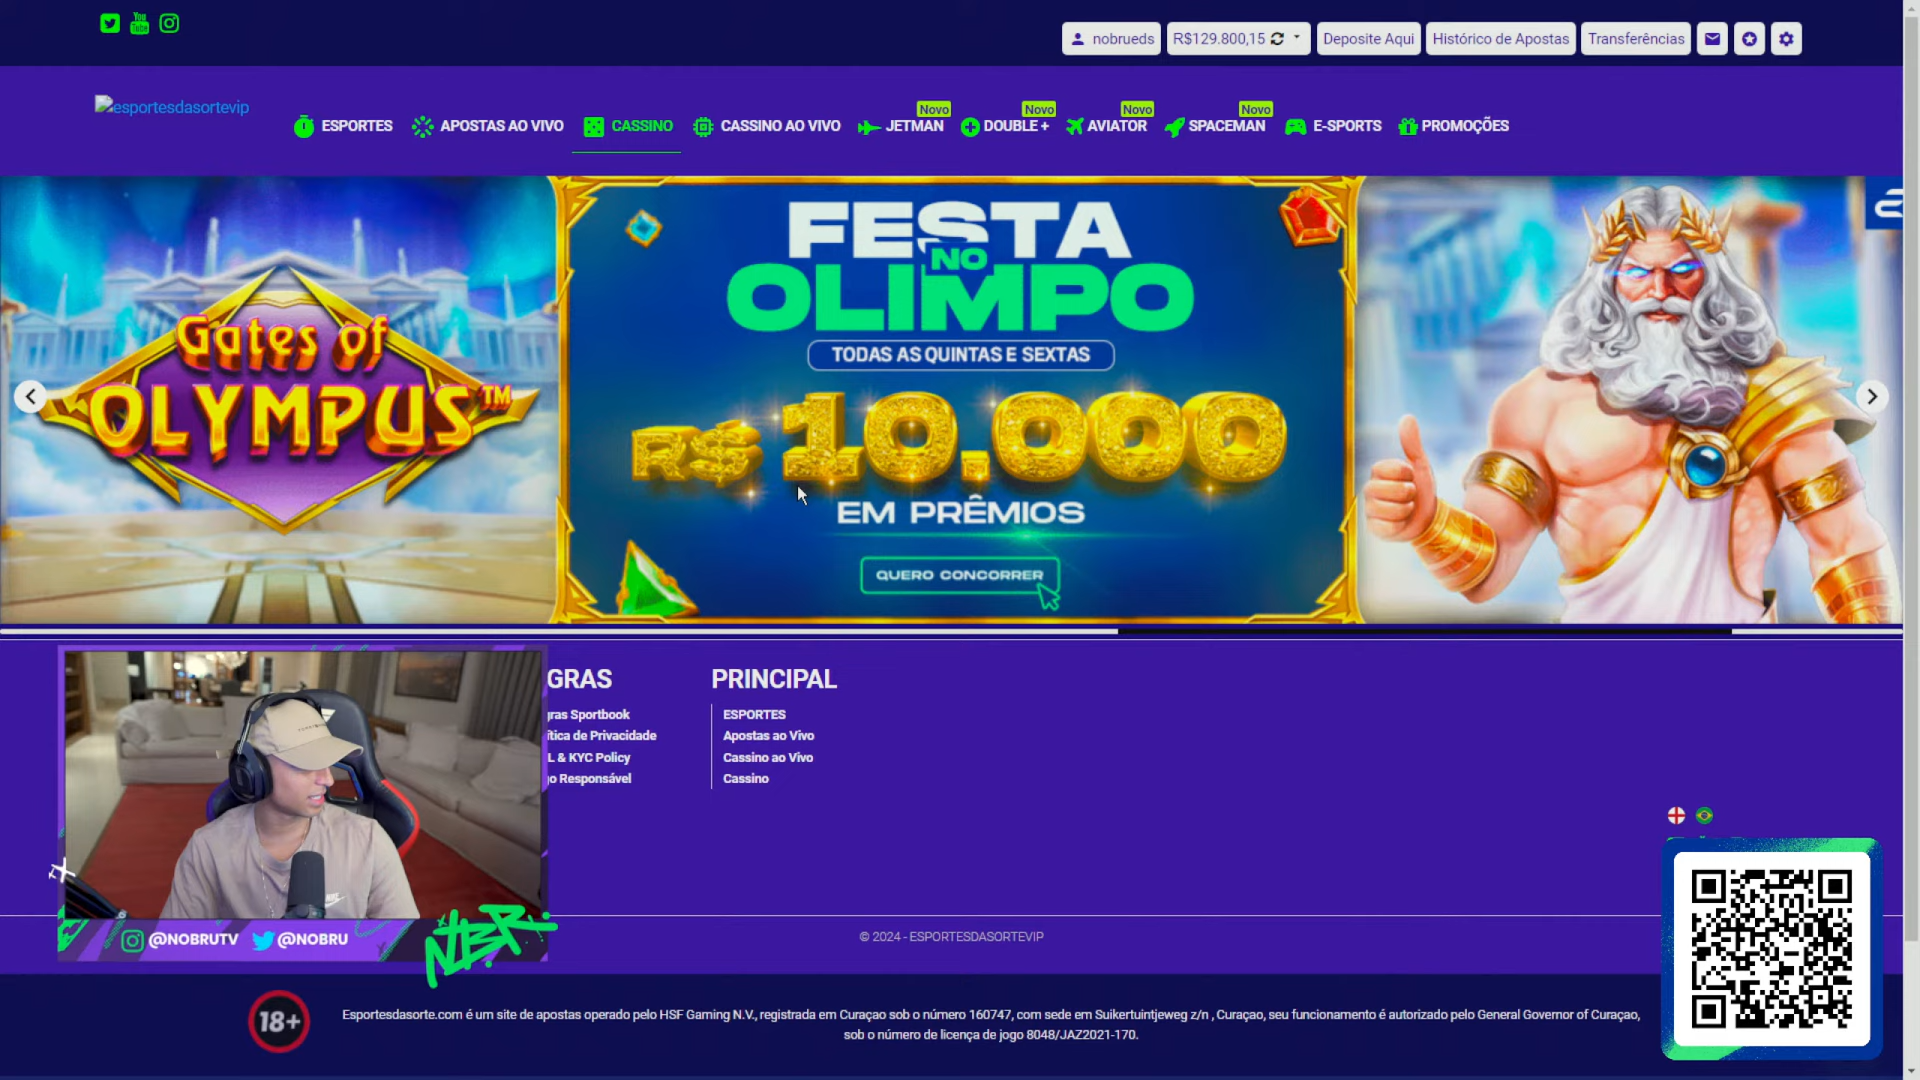 nobrueds
R$129.800,15
Deposite Aqui
Histórico de Apostas
Transferências
esportesdasortevip
ESPORTES
APOSTAS AO VIVO
CASSINO
CASSINO AO VIVO
Novo
JETMAN
Novo
DOUBLE +
Novo
AVIATOR
Novo
SPACEMAN
E-SPORTS
PROMOÇÕES
Gates of
OLYMPUS™
FESTA
NO
OLIMPO
TODAS AS QUINTAS E SEXTAS
R$ 10.000
EM PRÊMIOS
QUERO CONCORRER
GRAS
gras Sportbook
ítica de Privacidade
L & KYC Policy
o Responsável
PRINCIPAL
ESPORTES
Apostas ao Vivo
Cassino ao Vivo
Cassino
@NOBRUTV
@NOBRU
NBR
© 2024 - ESPORTESDASORTEVIP
18+
Esportesdasorte.com é um site de apostas operado pelo HSF Gaming N.V., registrada em Curaçao sob o número 160747, com sede em Suikertuintjeweg z/n , Curaçao, seu funcionamento é autorizado pelo General Governor of Curaçao,
sob o número de licença de jogo 8048/JAZ2021-170.